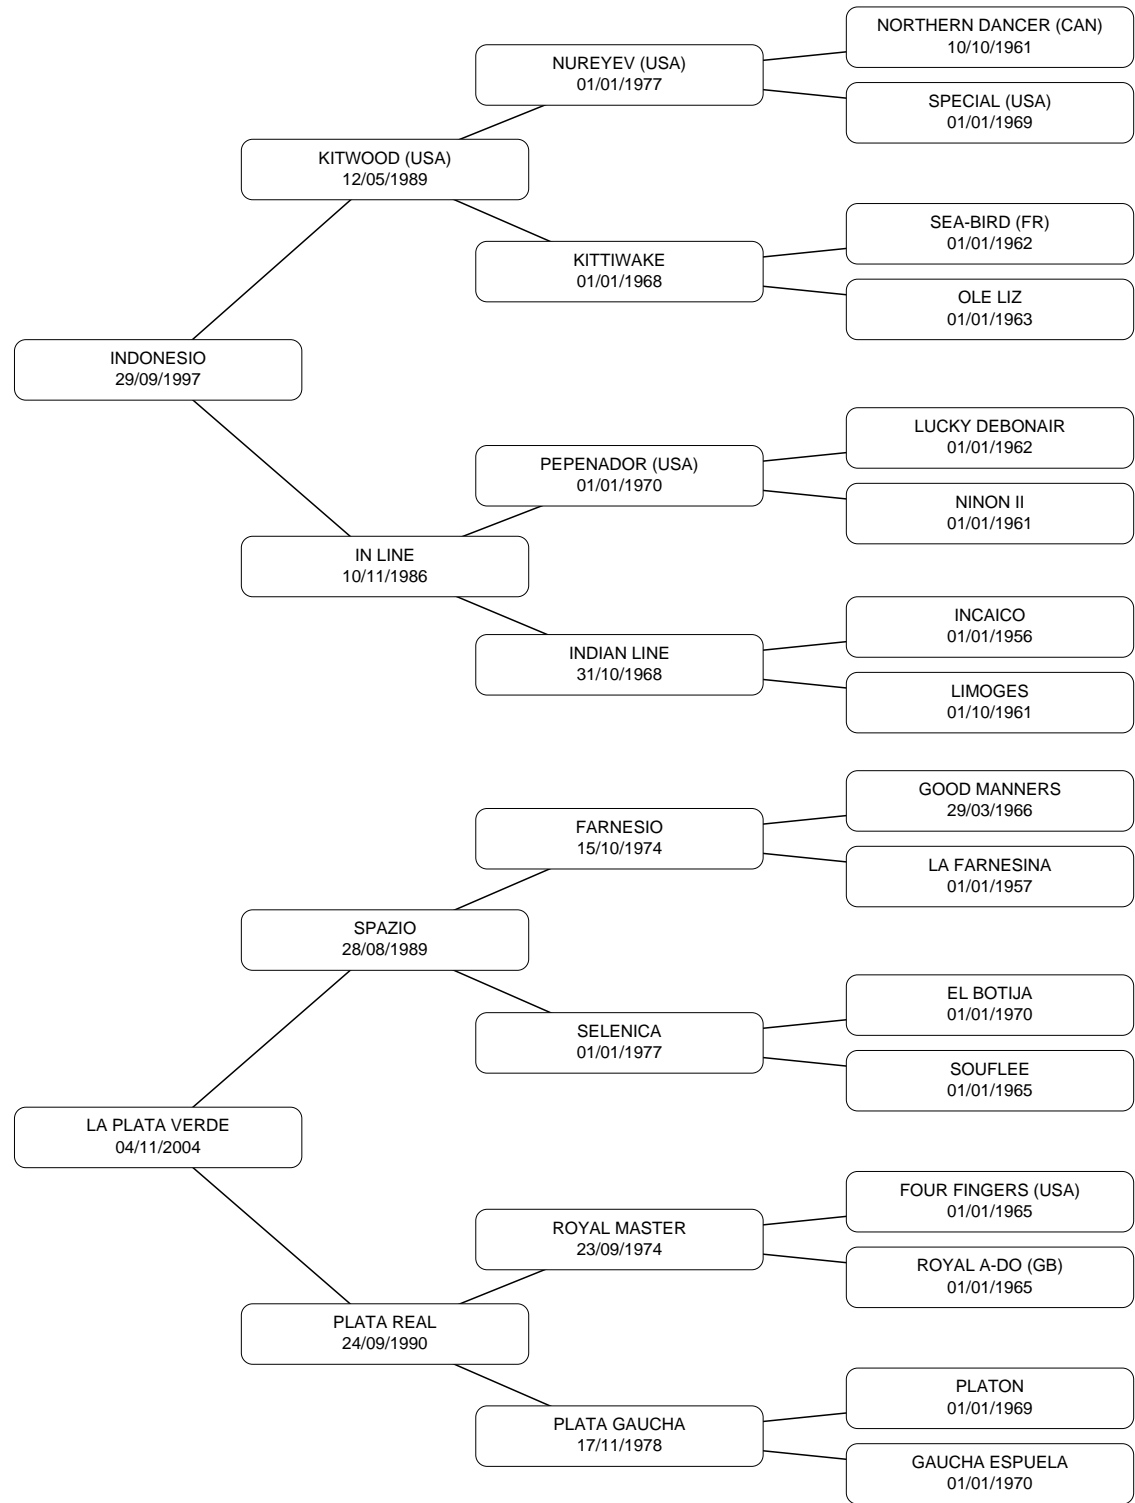 NORTHERN DANCER (CAN)
10/10/1961
NUREYEV (USA)
01/01/1977
SPECIAL (USA)
01/01/1969
KITWOOD (USA)
12/05/1989
SEA-BIRD (FR)
01/01/1962
KITTIWAKE
01/01/1968
OLE LIZ
01/01/1963
INDONESIO
29/09/1997
LUCKY DEBONAIR
01/01/1962
PEPENADOR (USA)
01/01/1970
NINON II
01/01/1961
IN LINE
10/11/1986
INCAICO
01/01/1956
INDIAN LINE
31/10/1968
LIMOGES
01/10/1961
GOOD MANNERS
29/03/1966
FARNESIO
15/10/1974
LA FARNESINA
01/01/1957
SPAZIO
28/08/1989
EL BOTIJA
01/01/1970
SELENICA
01/01/1977
SOUFLEE
01/01/1965
LA PLATA VERDE
04/11/2004
FOUR FINGERS (USA)
01/01/1965
ROYAL MASTER
23/09/1974
ROYAL A-DO (GB)
01/01/1965
PLATA REAL
24/09/1990
PLATON
01/01/1969
PLATA GAUCHA
17/11/1978
GAUCHA ESPUELA
01/01/1970